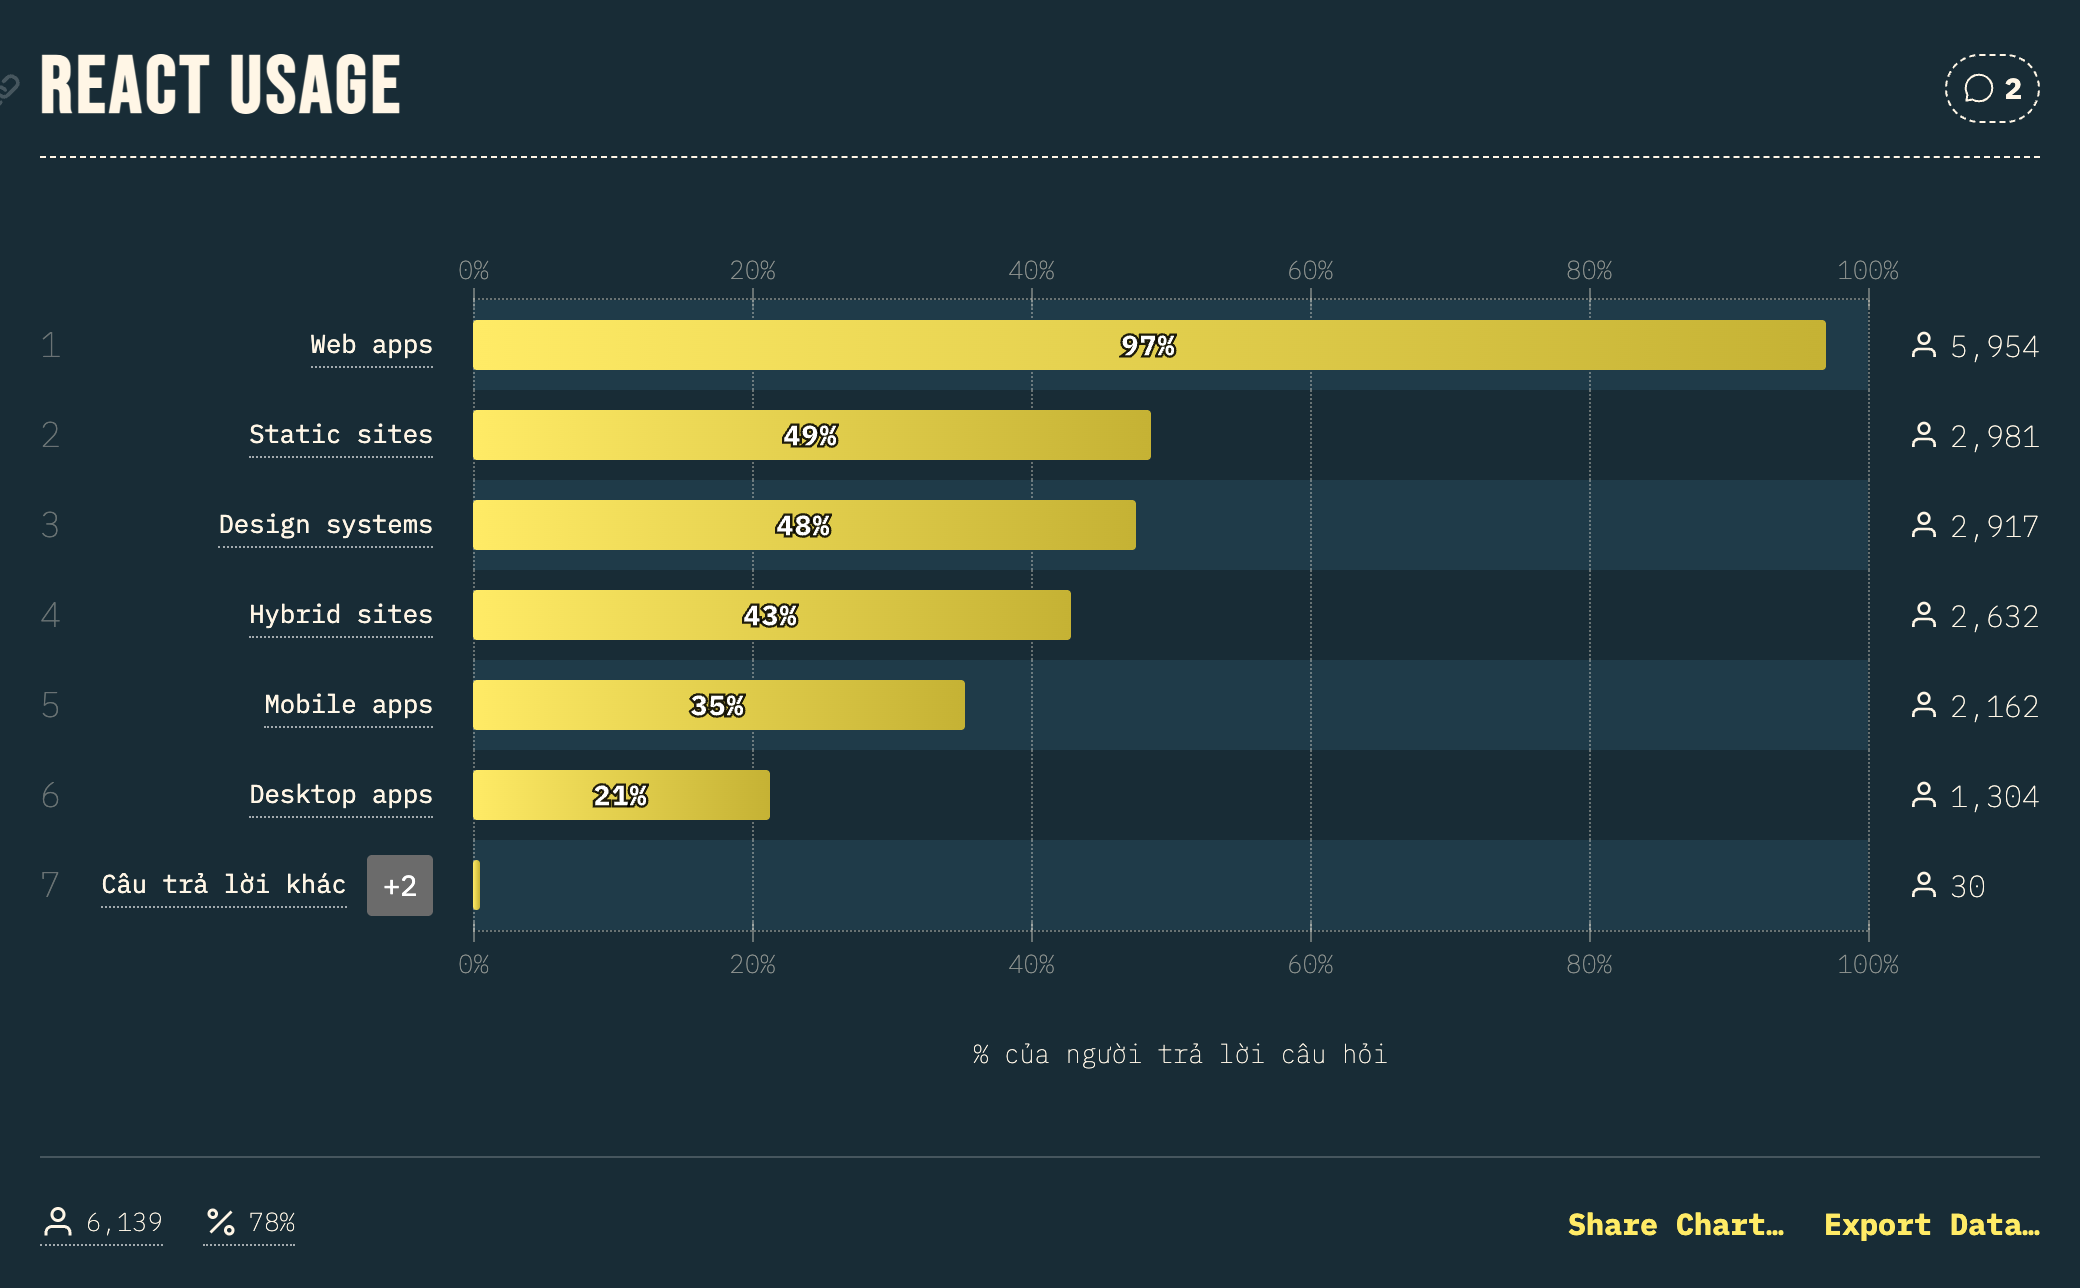 REACT USAGE
2
0% 20% 40% 60% 80% 100%
1 Web apps 97% 5,954
2 Static sites 49% 2,981
3 Design systems 48% 2,917
4 Hybrid sites 43% 2,632
5 Mobile apps 35% 2,162
6 Desktop apps 21% 1,304
7 Câu trả lời khác +2 30
0% 20% 40% 60% 80% 100%
% của người trả lời câu hỏi
6,139 78% Share Chart… Export Data…